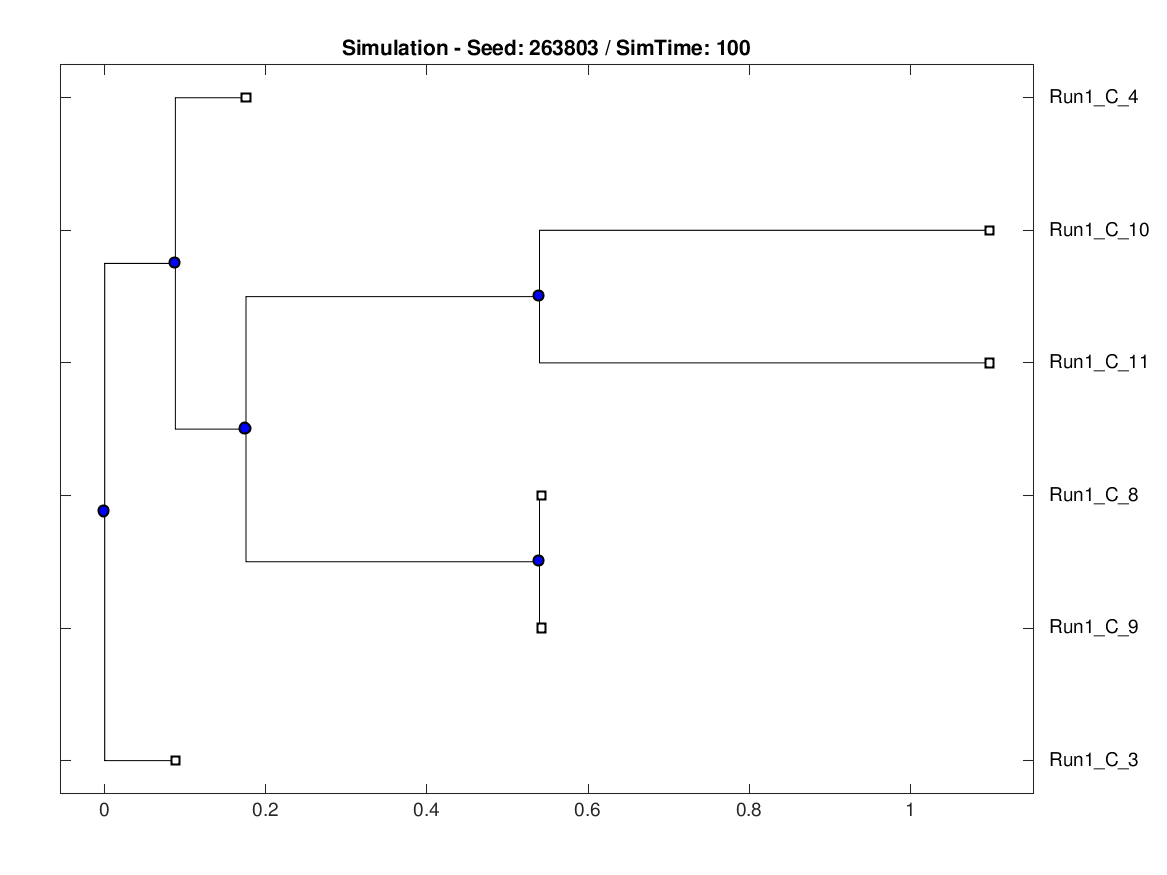 Simulation - Seed: 263803 / SimTime: 100
Run1_C_4
Run1_C_10
Run1_C_11
Run1_C_8
Run1_C_9
Run1_C_3
0 0.2 0.4 0.6 0.8 1